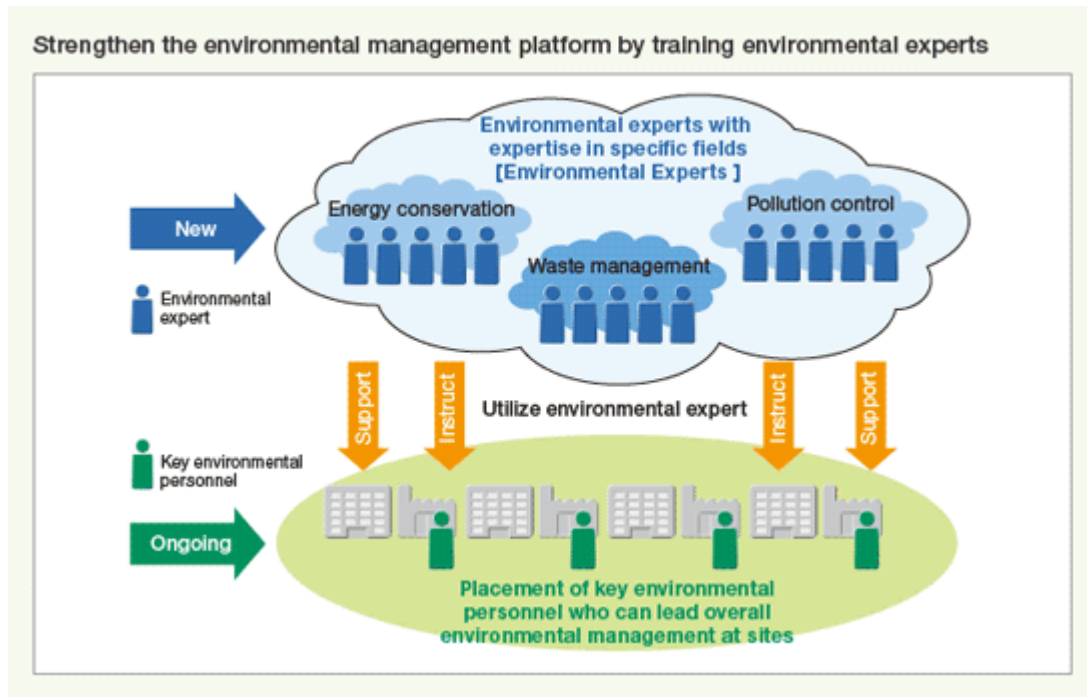 Strengthen the environmental management platform by training environmental experts
Environmental experts with
expertise in specific fields
[Environmental Experts ]
Energy conservation
Pollution control
New
Waste management
Environmental
expert
Support
Instruct
Utilize environmental expert
Instruct
Support
Key environmental
personnel
Ongoing
Placement of key environmental
personnel who can lead overall
environmental management at sites